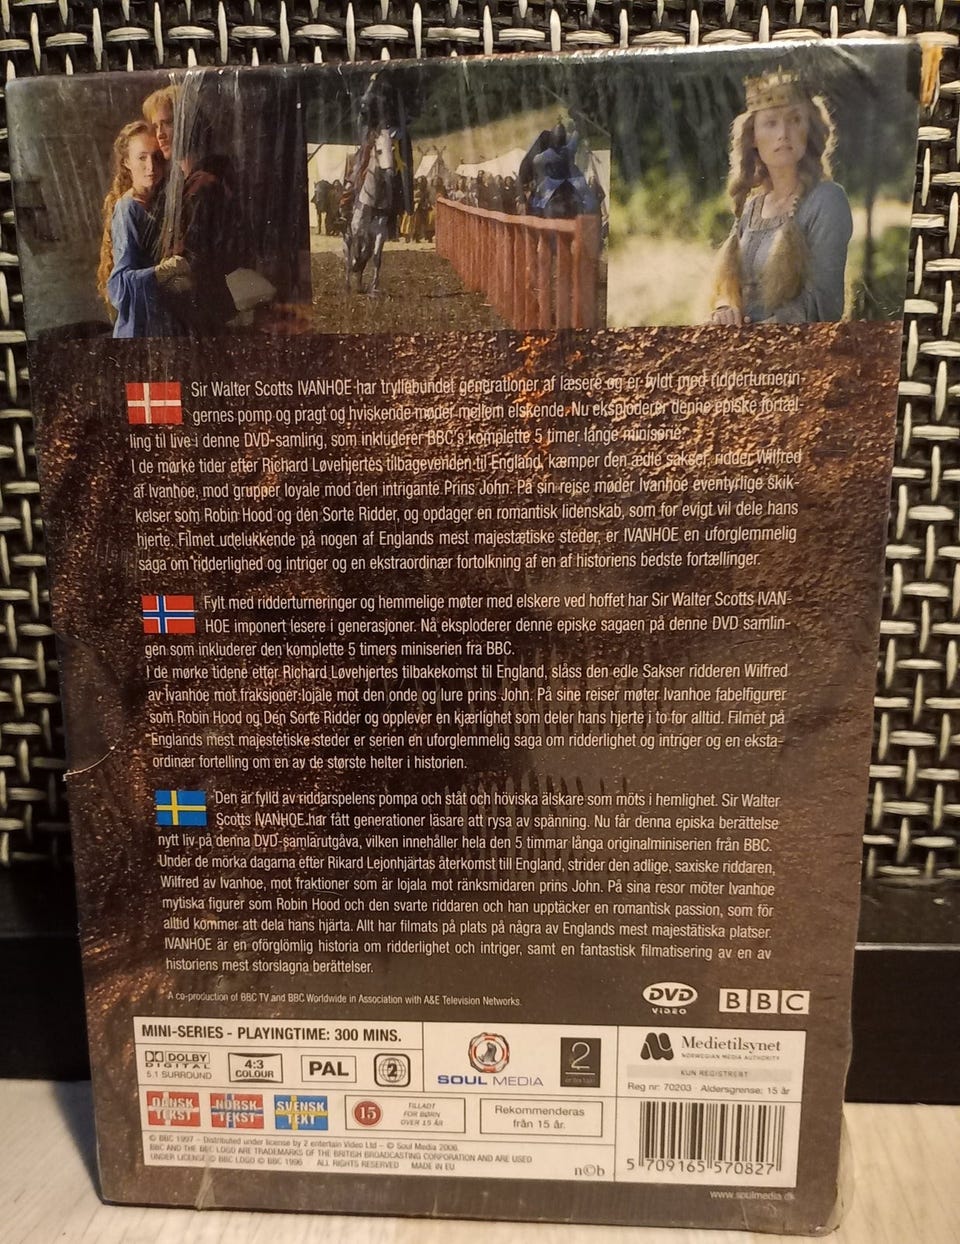 Sir Walter Scotts IVANHOE har tryllebundet generationer af læsere og er fyldt med ridderturnerin-
gernes pomp og pragt og hviskende møder mellem elskende. Nu eksploderer denne episke fortæl-
ling til live i denne DVD-samling, som inkluderer BBC's komplette 5 timer lange miniserie.
I de mørke tider efter Richard Løvehjertes tilbagevenden til England, kæmper den ædle sakser, ridder Wilfred
af Ivanhoe, mod grupper loyale mod den intrigante Prins John. På sin rejse møder Ivanhoe eventyrlige skik-
kelser som Robin Hood og den Sorte Ridder, og opdager en romantisk lidenskab, som for evigt vil dele hans
hjerte. Filmet udelukkende på nogen af Englands mest majestætiske steder, er IVANHOE en uforglemmelig
saga om ridderlighed og intriger og en ekstraordinær fortolkning af en af historiens bedste fortællinger.
Fylt med ridderturneringer og hemmelige møter med elskere ved hoffet har Sir Walter Scotts IVAN-
HOE imponert lesere i generasjoner. Nå eksploderer denne episke sagaen på denne DVD samlin-
gen som inkluderer den komplette 5 timers miniserien fra BBC.
I de mørke tidene etter Richard Løvehjertes tilbakekomst til England, slåss den edle Sakser ridderen Wilfred
av Ivanhoe mot fraksjoner lojale mot den onde og lure prins John. På sine reiser møter Ivanhoe fabelfigurer
som Robin Hood og Den Sorte Ridder og opplever en kjærlighet som deler hans hjerte i to for alltid. Filmet på
Englands mest majestetiske steder er serien en uforglemmelig saga om ridderlighet og intriger og en eksta-
ordinær fortelling om en av de største helter i historien.
Den är fylld av riddarspelens pompa och ståt och höviska älskare som möts i hemlighet. Sir Walter
Scotts IVANHOE har fått generationer läsare att rysa av spänning. Nu får denna episka berättelse
nytt liv på denna DVD-samlarutgåva, vilken innehåller hela den 5 timmar långa originalminiserien från BBC.
Under de mörka dagarna efter Rikard Lejonhjärtas återkomst till England, strider den adlige, saxiske riddaren,
Wilfred av Ivanhoe, mot fraktioner som är lojala mot ränksmidaren prins John. På sina resor möter Ivanhoe
mytiska figurer som Robin Hood och den svarte riddaren och han upptäcker en romantisk passion, som för
alltid kommer att dela hans hjärta. Allt har filmats på plats på några av Englands mest majestätiska platser.
IVANHOE är en oförglömlig historia om ridderlighet och intriger, samt en fantastisk filmatisering av en av
historiens mest storslagna berättelser.
A co-production of BBC TV and BBC Worldwide in Association with A&E Television Networks.
DVD VIDEO
BBC
MINI-SERIES - PLAYINGTIME: 300 MINS.
DOLBY
DIGITAL
5.1 SURROUND
4:3
COLOUR
PAL
2
SOUL MEDIA
2
Medietilsynet
NORWEGIAN MEDIA AUTHORITY
KUN REGISTRERT
Reg nr: 70203 - Aldersgrense: 15 år
DANSK
TEKST
NORSK
TEKST
SVENSK
TEXT
15
TILLADT
FOR BØRN
OVER 15 ÅR
Rekommenderas
från 15 år.
© BBC 1997 - Distributed under license by 2 entertain Video Ltd - © Soul Media 2006.
BBC AND THE BBC LOGO ARE TRADEMARKS OF THE BRITISH BROADCASTING CORPORATION AND ARE USED
UNDER LICENSE © BBC LOGO © BBC 1996 ALL RIGHTS RESERVED MADE IN EU
n©b
5 709165 570827
www.soulmedia.dk